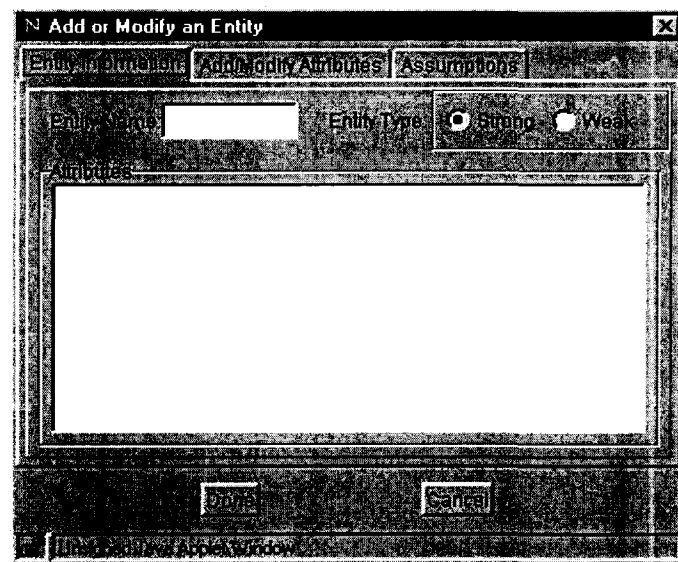 N Add or Modify an Entity
Entity Information Add/Modify Attributes Assumptions
Entity Name Entity Type Strong Weak
Attributes
Done Cancel
Unsigned Java Applet Window